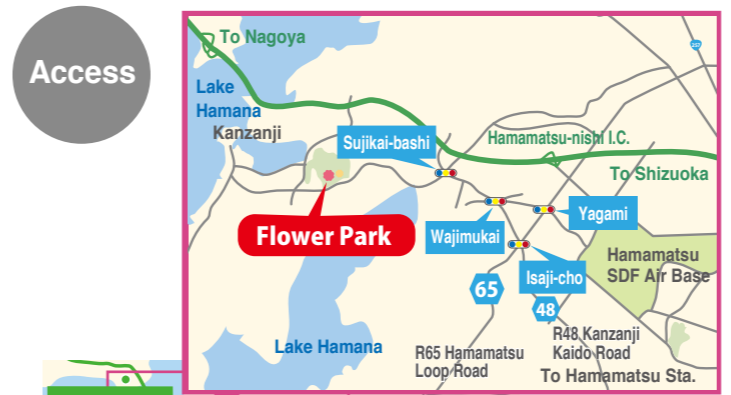 Access
To Nagoya
Lake
Hamana
Kanzanji
Sujikai-bashi
Hamamatsu-nishi I.C.
To Shizuoka
Flower Park
Wajimukai
Yagami
Isaji-cho
Hamamatsu
SDF Air Base
65
48
Lake Hamana
R65 Hamamatsu
Loop Road
R48 Kanzanji
Kaido Road
To Hamamatsu Sta.